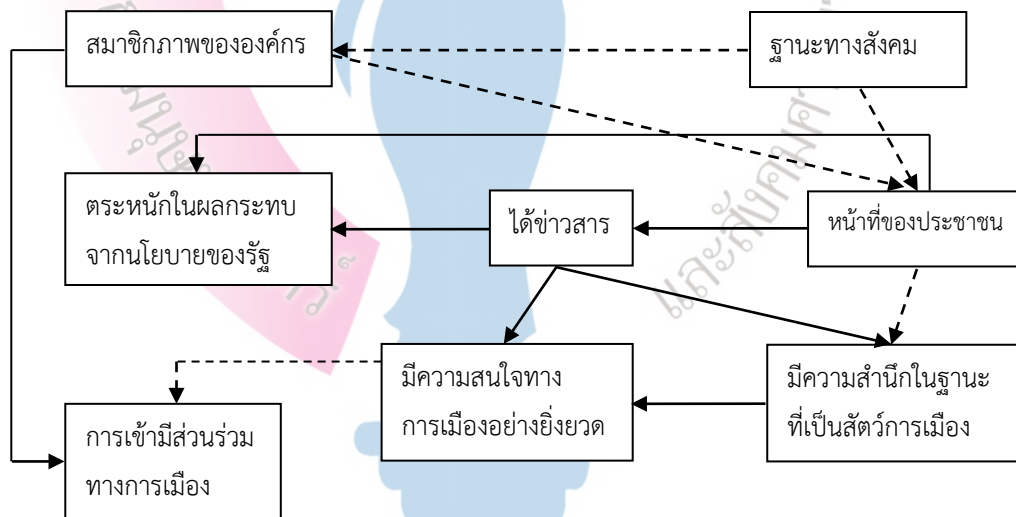 สมาชิกภาพขององค์กร
ฐานะทางสังคม
ตระหนักในผลกระทบ
จากนโยบายของรัฐ
ได้ข่าวสาร
หน้าที่ของประชาชน
มีความสนใจทาง
การเมืองอย่างยิ่งยวด
มีความสำนึกในฐานะ
ที่เป็นสัตว์การเมือง
การเข้ามีส่วนร่วม
ทางการเมือง